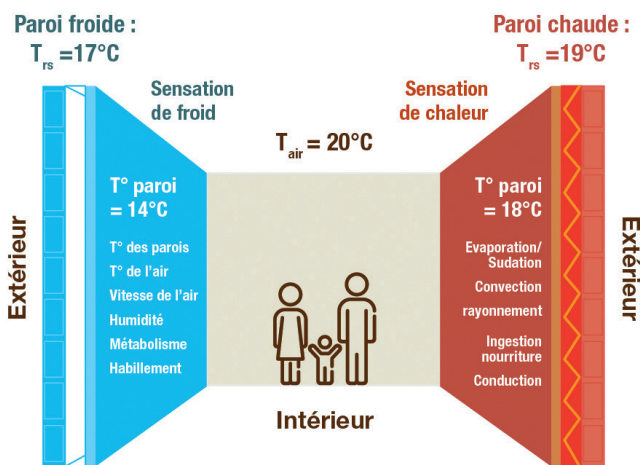 Paroi froide :
Trs =17°C
Paroi chaude :
Trs =19°C
Sensation
de froid
Sensation
de chaleur
Tair = 20°C
T° paroi
= 14°C
T° des parois
T° de l'air
Vitesse de l'air
Humidité
Métabolisme
Habillement
T° paroi
= 18°C
Evaporation/
Sudation
Convection
rayonnement
Ingestion
nourriture
Conduction
Extérieur
Extérieur
Intérieur